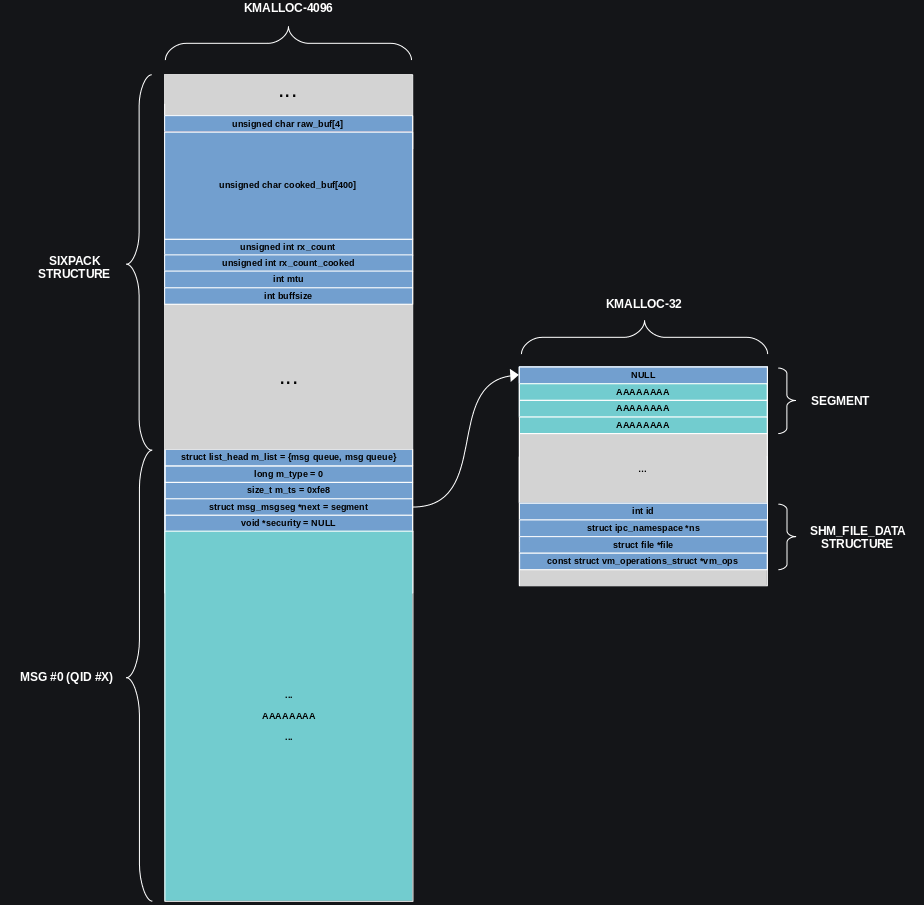 KMALLOC-4096
...
unsigned char raw_buf[4]
unsigned char cooked_buf[400]
unsigned int rx_count
unsigned int rx_count_cooked
int mtu
int buffsize
SIXPACK
STRUCTURE
...
struct list_head m_list = {msg queue, msg queue}
long m_type = 0
size_t m_ts = 0xfe8
struct msg_msgseg *next = segment
void *security = NULL
...
AAAAAAAA
...
MSG #0 (QID #X)
KMALLOC-32
NULL
AAAAAAAA
AAAAAAAA
AAAAAAAA
SEGMENT
...
int id
struct ipc_namespace *ns
struct file *file
const struct vm_operations_struct *vm_ops
SHM_FILE_DATA
STRUCTURE